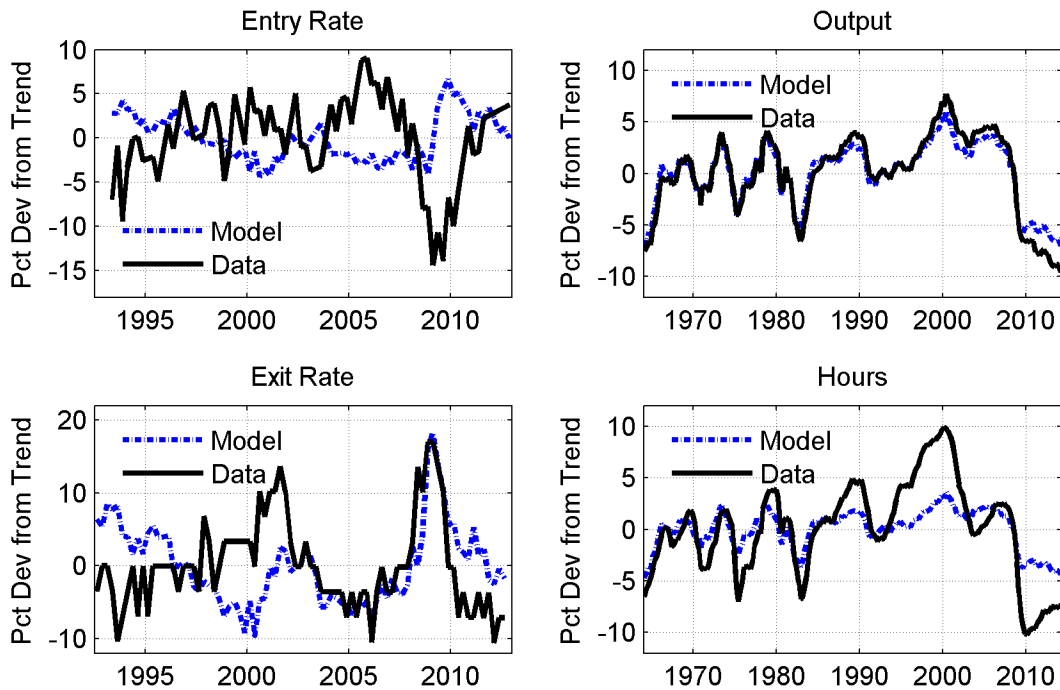 Entry Rate
Pct Dev from Trend
10
5
0
-5
-10
-15
Model
Data
1995
2000
2005
2010
Output
Pct Dev from Trend
10
5
0
-5
-10
Model
Data
1970
1980
1990
2000
2010
Exit Rate
Pct Dev from Trend
20
10
0
-10
Model
Data
1995
2000
2005
2010
Hours
Pct Dev from Trend
10
5
0
-5
-10
Model
Data
1970
1980
1990
2000
2010